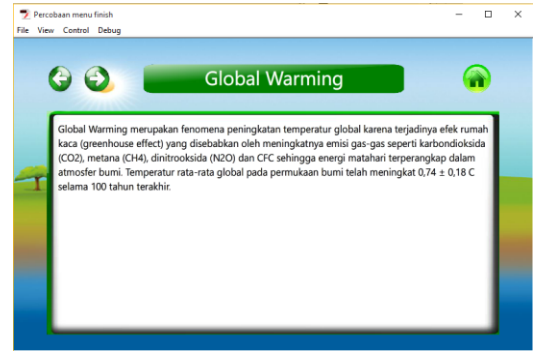 Percobaan menu finish
File View Control Debug
Global Warming
Global Warming merupakan fenomena peningkatan temperatur global karena terjadinya efek rumah
kaca (greenhouse effect) yang disebabkan oleh meningkatnya emisi gas-gas seperti karbondioksida
(CO2), metana (CH4), dinitrooksida (N2O) dan CFC sehingga energi matahari terperangkap dalam
atmosfer bumi. Temperatur rata-rata global pada permukaan bumi telah meningkat 0,74 ± 0,18 C
selama 100 tahun terakhir.